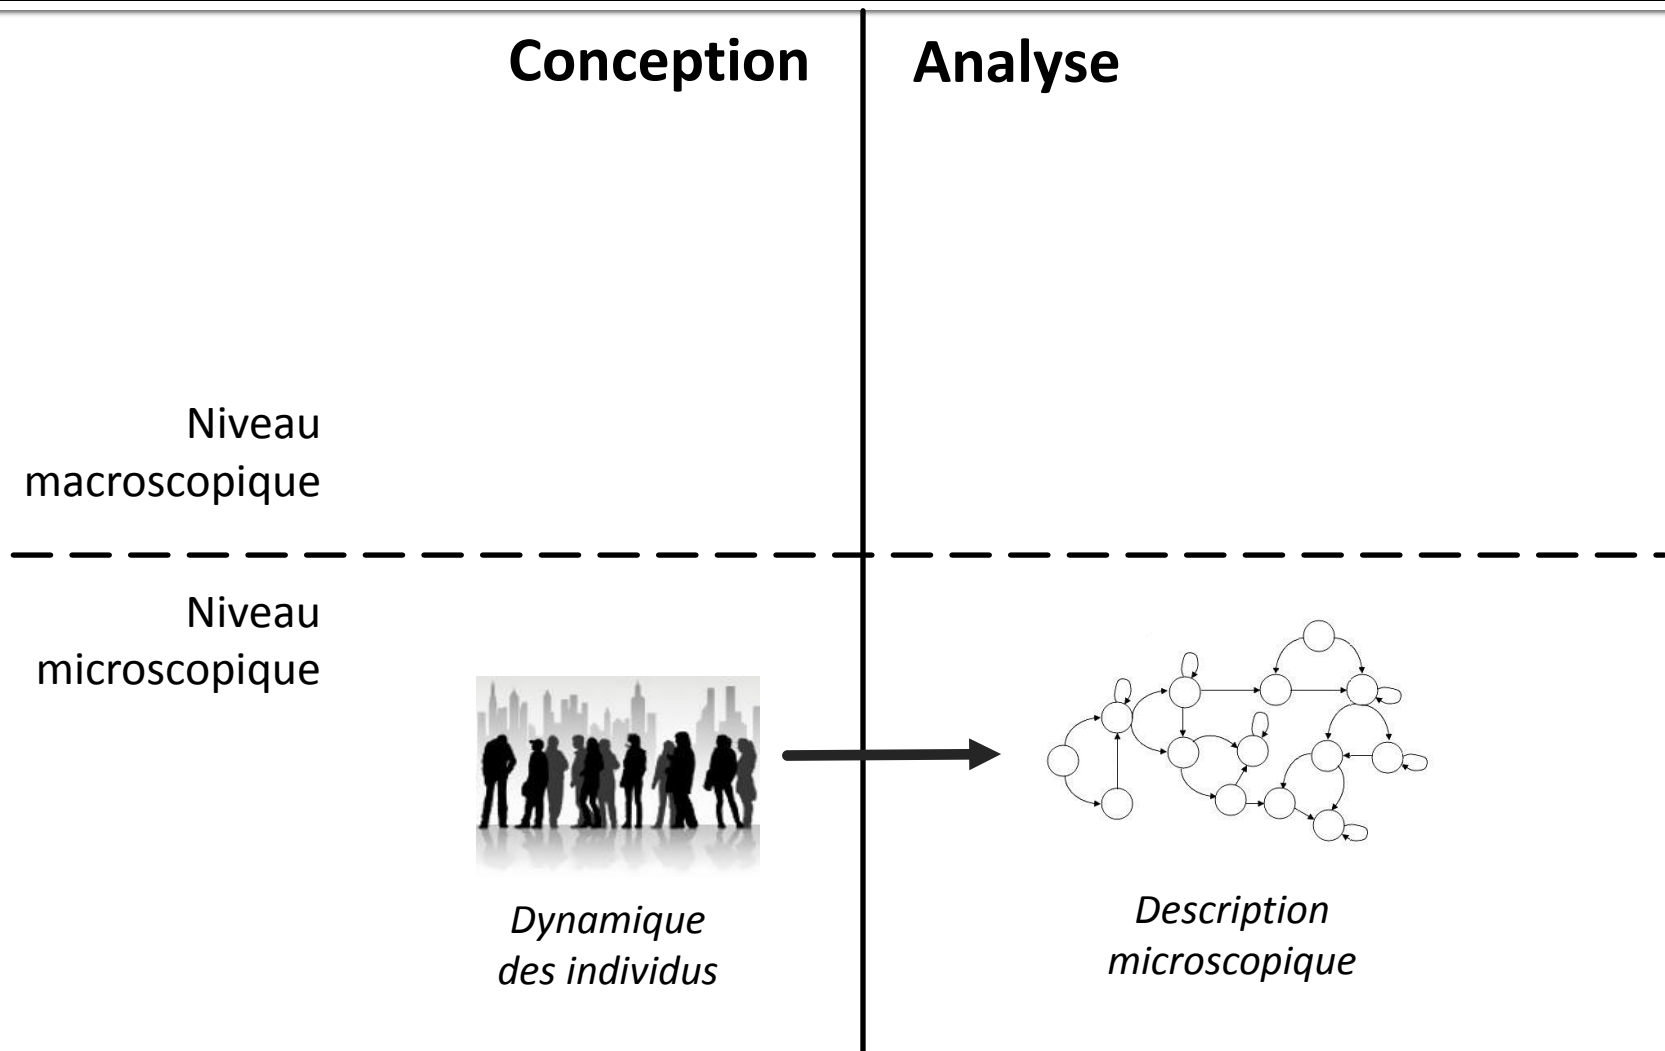 Conception
Analyse
Niveau
macroscopique
Niveau
microscopique
Dynamique
des individus
Description
microscopique